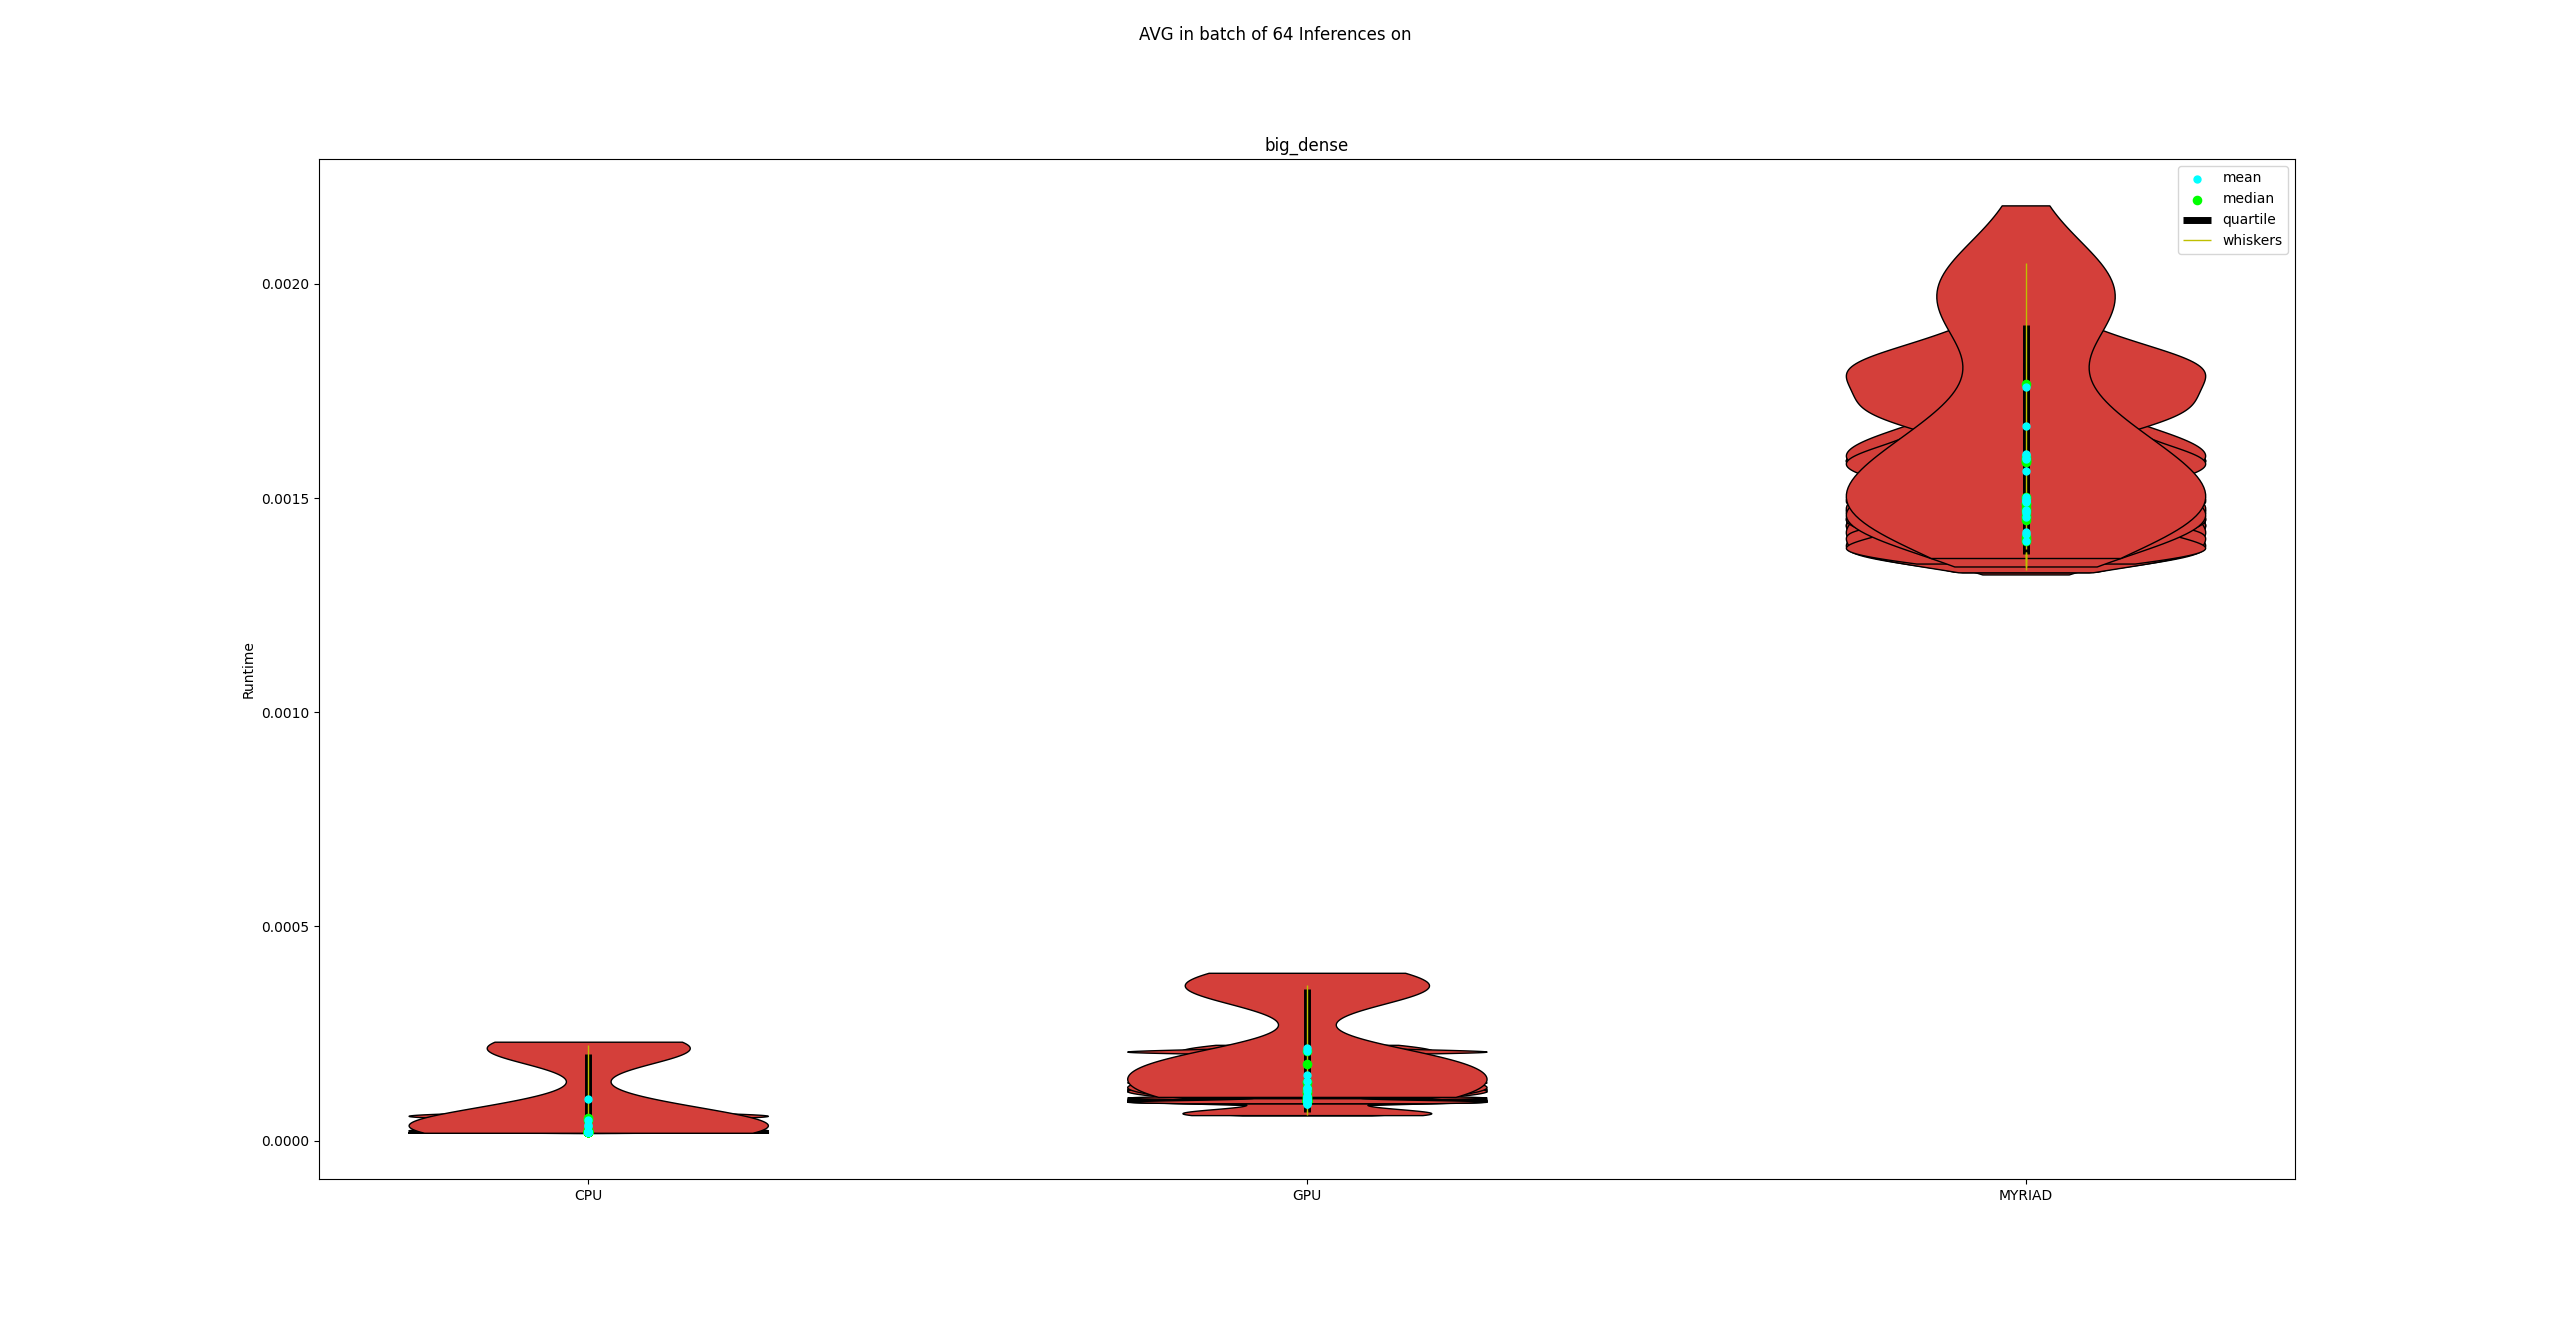 AVG in batch of 64 Inferences on
big_dense
mean
median
quartile
whiskers
0.0020
0.0015
0.0010
0.0005
0.0000
Runtime
CPU
GPU
MYRIAD